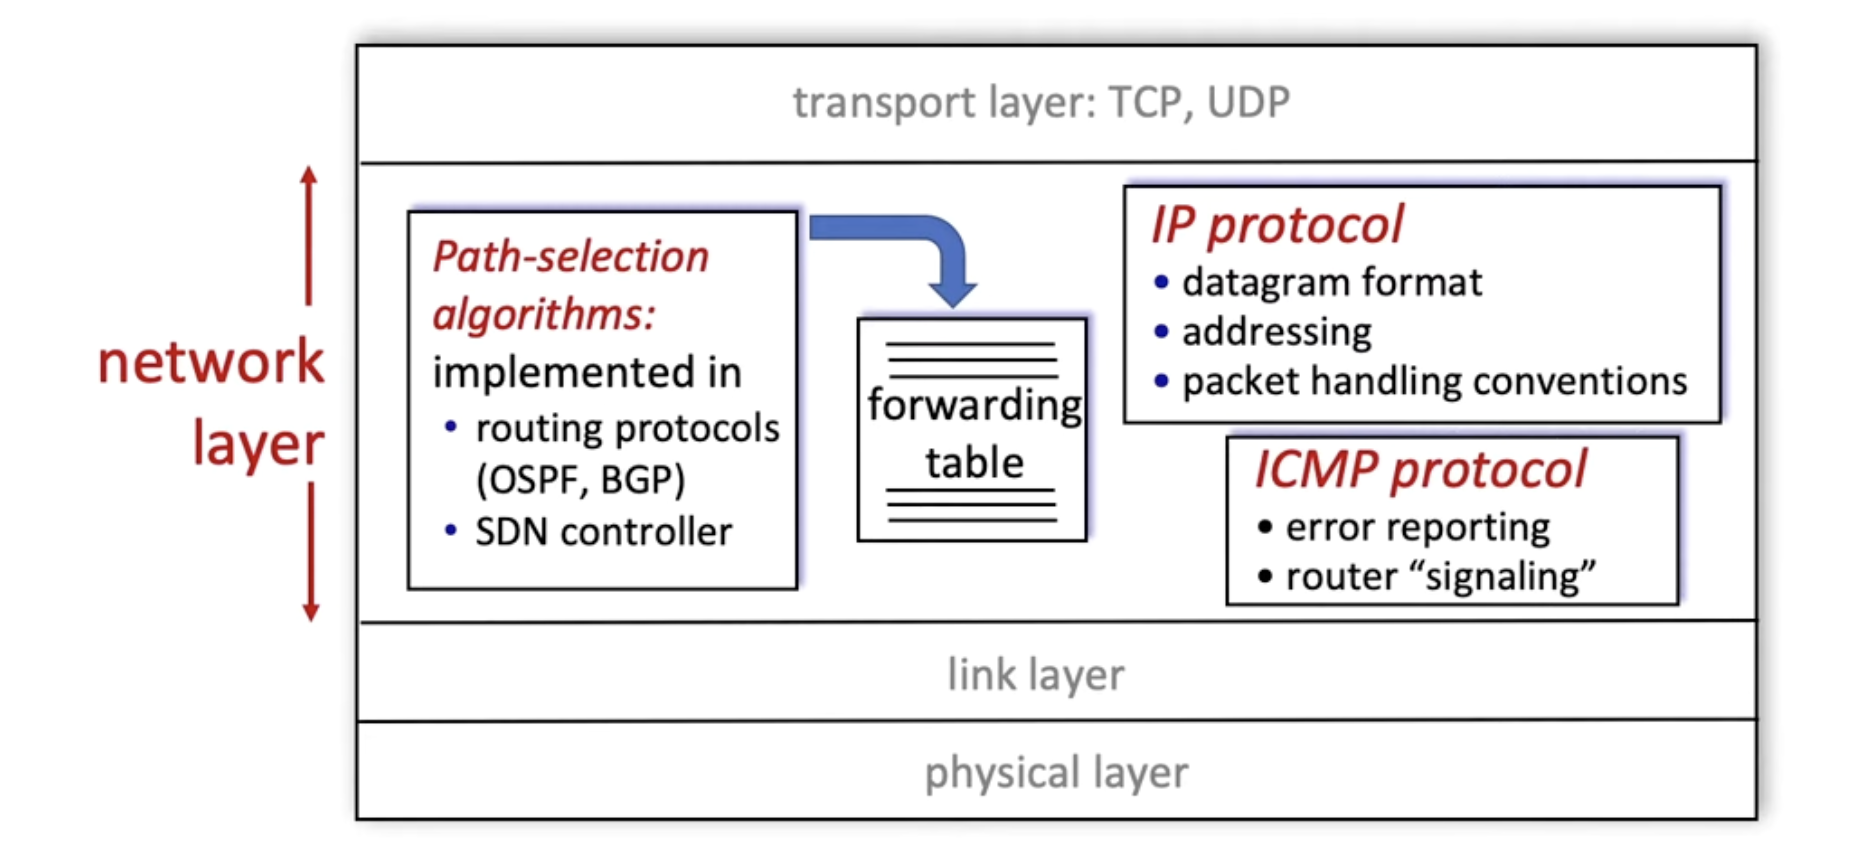 transport layer: TCP, UDP
network
layer
Path-selection
algorithms:
implemented in
• routing protocols
(OSPF, BGP)
• SDN controller
forwarding
table
IP protocol
• datagram format
• addressing
• packet handling conventions
ICMP protocol
• error reporting
• router “signaling”
link layer
physical layer